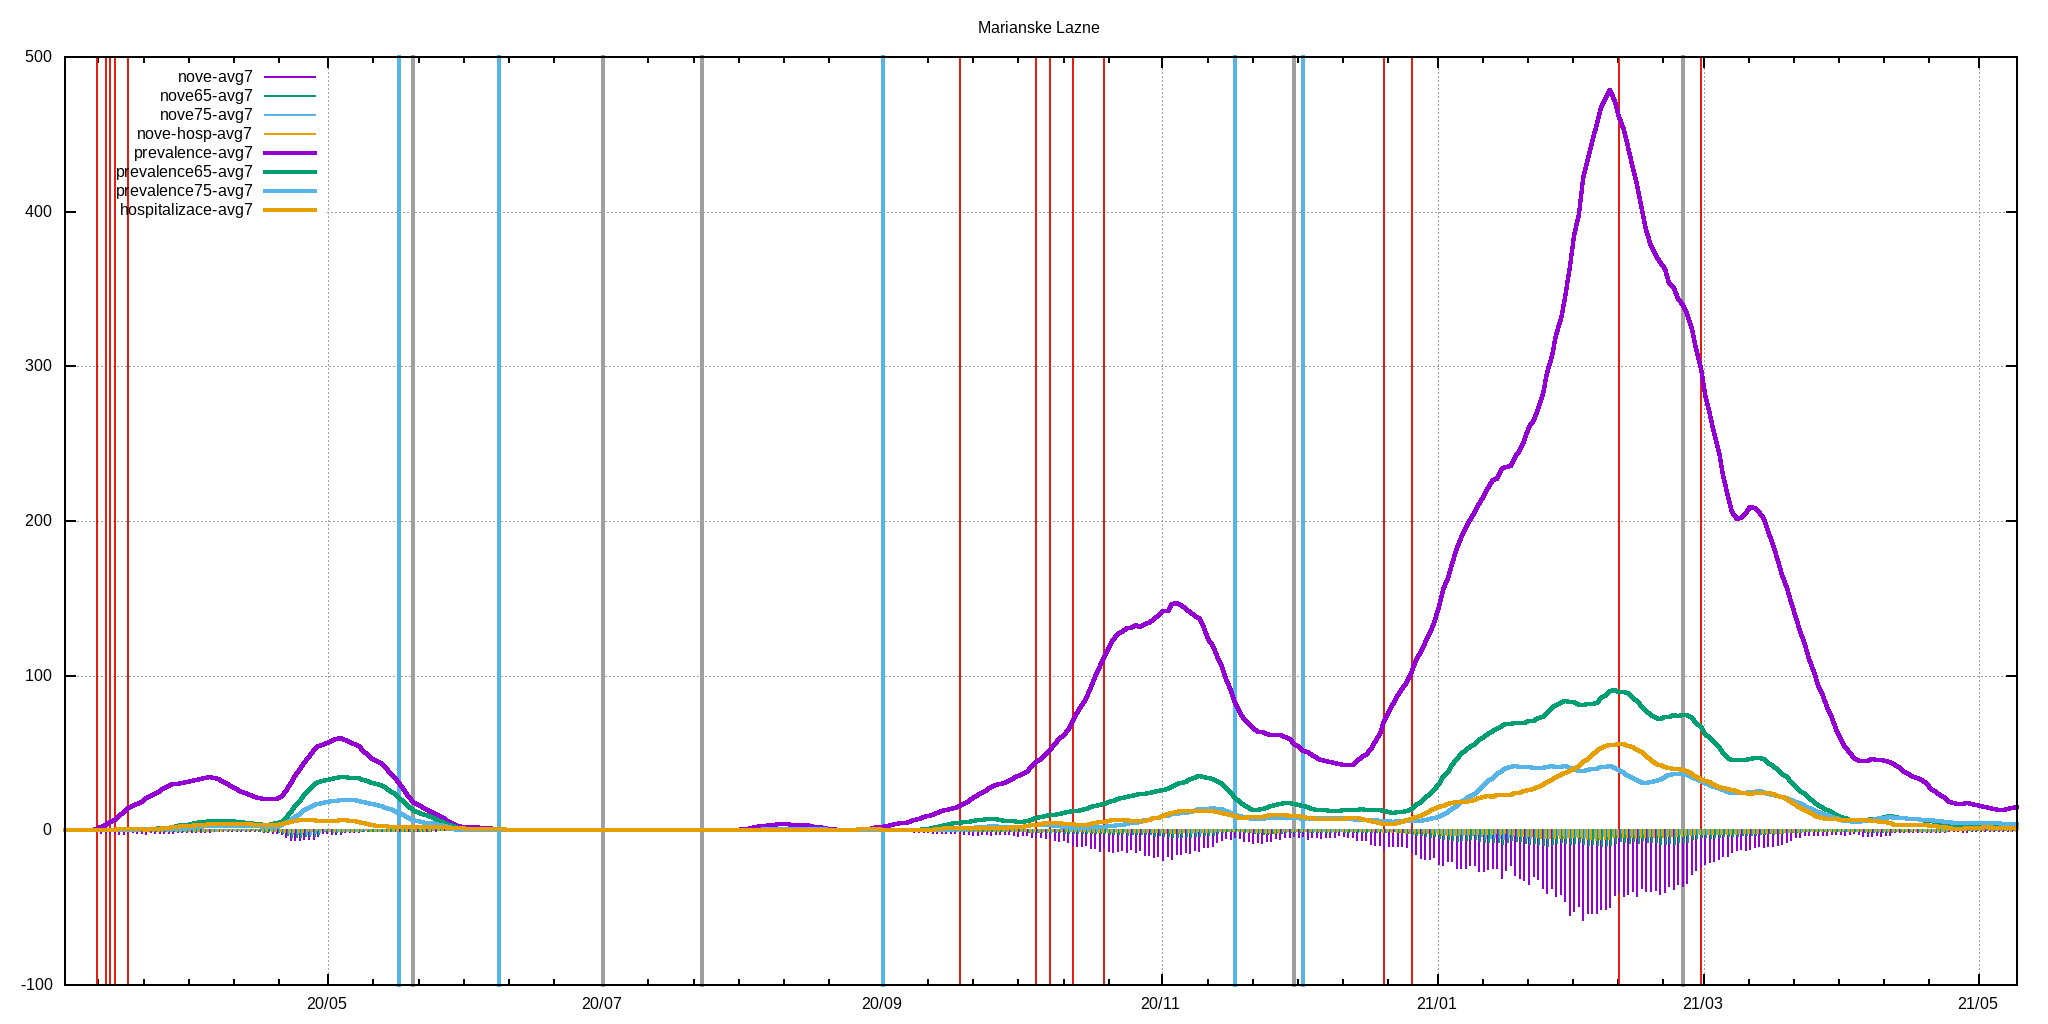 Marianske Lazne
500
400
300
200
100
0
-100
nove-avg7
nove65-avg7
nove75-avg7
nove-hosp-avg7
prevalence-avg7
prevalence65-avg7
prevalence75-avg7
hospitalizace-avg7
20/05
20/07
20/09
20/11
21/01
21/03
21/05